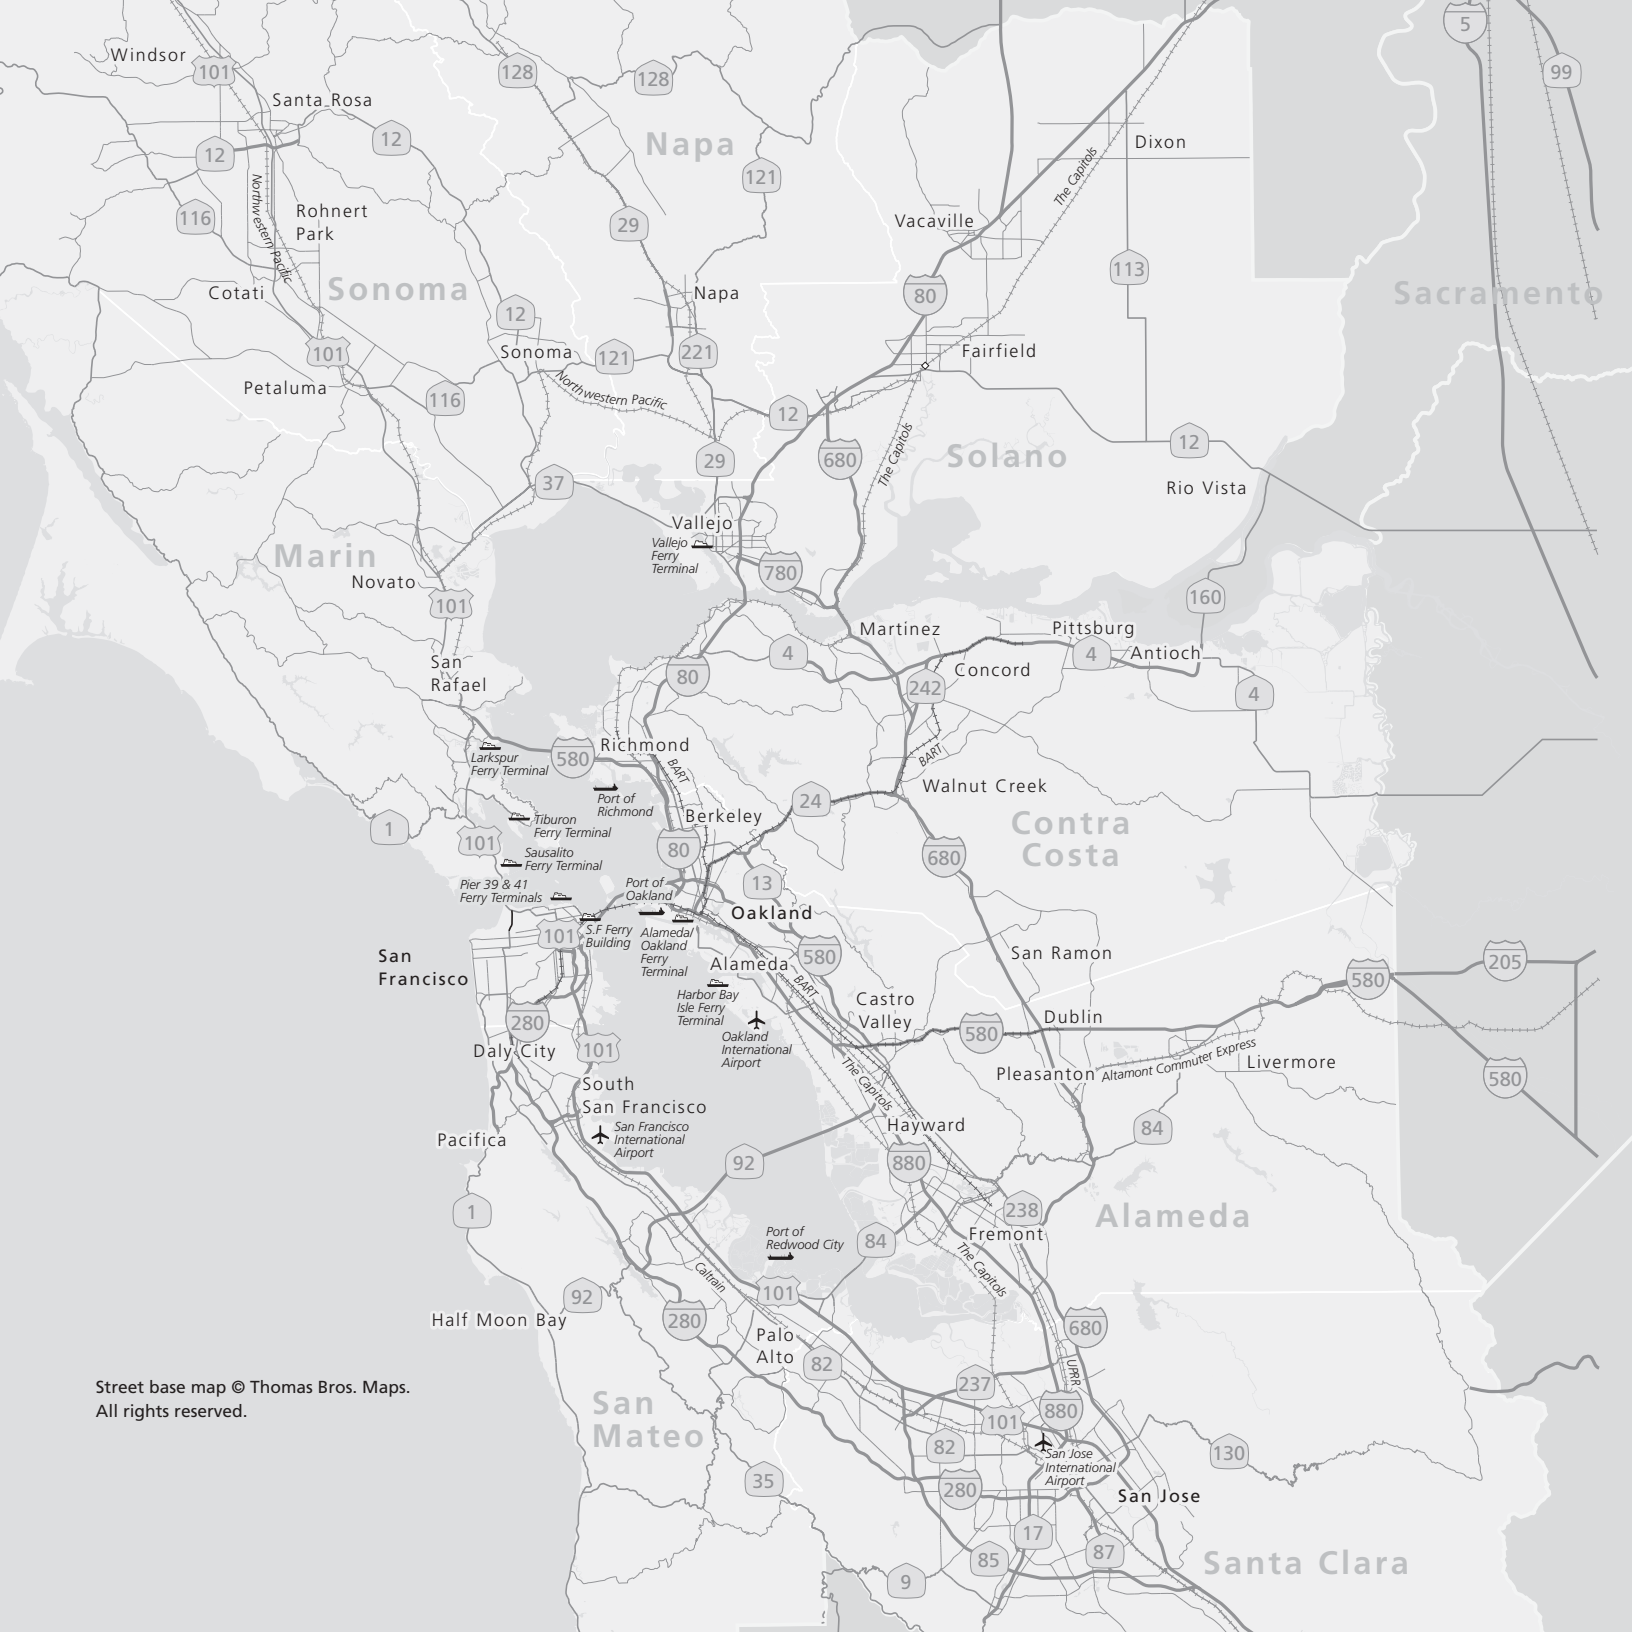 5
99
Windsor
101
128
128
Santa Rosa
12
12
Napa
121
Dixon
The Capitols
Northwestern Pacific
116
Rohnert
Park
29
Vacaville
113
Sonoma
Cotati
Napa
80
Sacramento
12
101
Sonoma
121
221
Fairfield
Petaluma
116
Northwestern Pacific
12
29
680
The Capitols
Solano
12
Rio Vista
37
Vallejo
Vallejo
Ferry
Terminal
Marin
Novato
780
101
160
Martinez
Pittsburg
4
4
Antioch
San
Rafael
80
242
Concord
4
Richmond
580
Larkspur
Ferry Terminal
BART
BART
Walnut Creek
Port of
Richmond
24
1
101
Tiburon
Ferry Terminal
Berkeley
Contra
Costa
80
680
Sausalito
Ferry Terminal
Pier 39 & 41
Ferry Terminals
Port of
Oakland
13
Oakland
101
S.F Ferry
Building
Alameda/
Oakland
Ferry
Terminal
San
Francisco
Alameda
580
San Ramon
205
580
BART
Harbor Bay
Isle Ferry
Terminal
Castro
Valley
280
Dublin
580
Oakland
International
Airport
Daly City
101
The Capitols
Pleasanton
Altamont Commuter Express
Livermore
580
South
San Francisco
San Francisco
International
Airport
Hayward
84
Pacifica
92
880
1
238
Alameda
Port of
Redwood City
84
Fremont
The Capitols
Caltrain
101
92
Half Moon Bay
280
680
Palo
Alto
82
UPRR
237
Street base map © Thomas Bros. Maps.
All rights reserved.
San
Mateo
101
880
82
San Jose
International
Airport
130
35
280
San Jose
17
85
87
Santa Clara
9